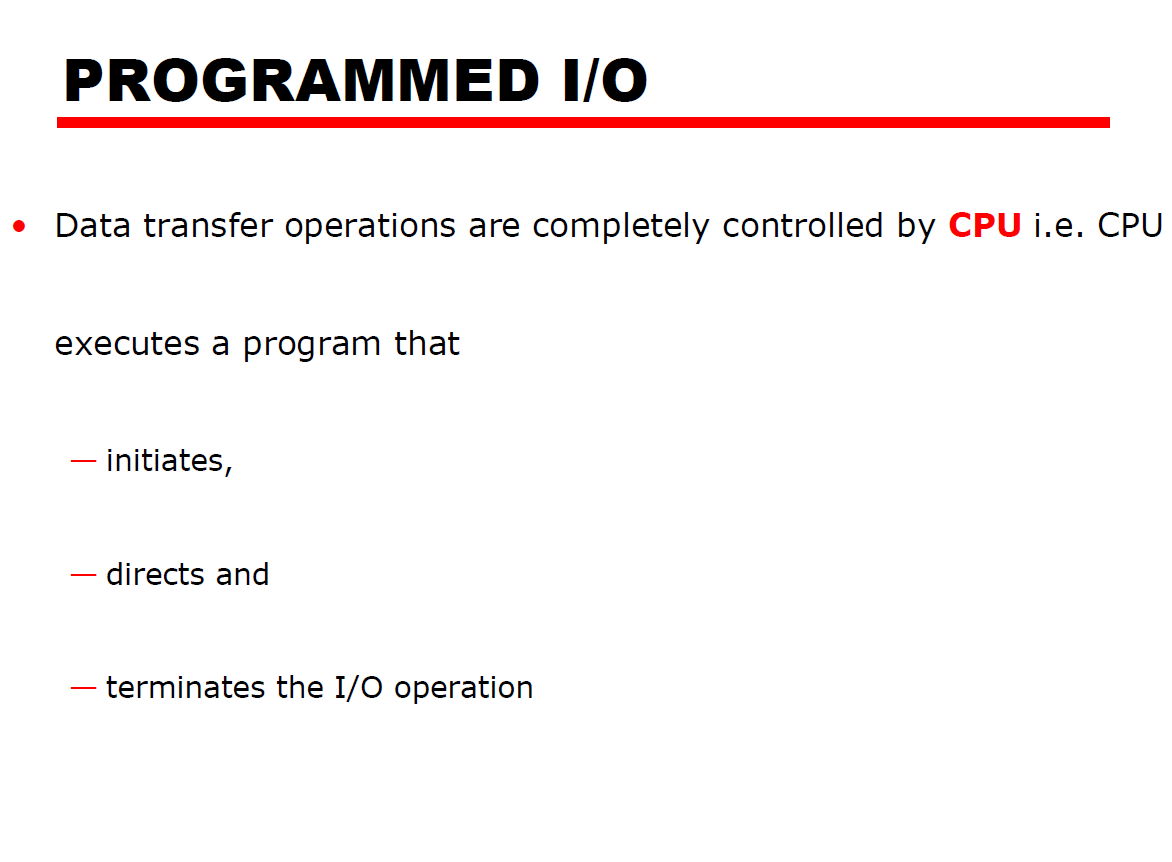 PROGRAMMED I/O
• Data transfer operations are completely controlled by CPU i.e. CPU
executes a program that
— initiates,
— directs and
— terminates the I/O operation